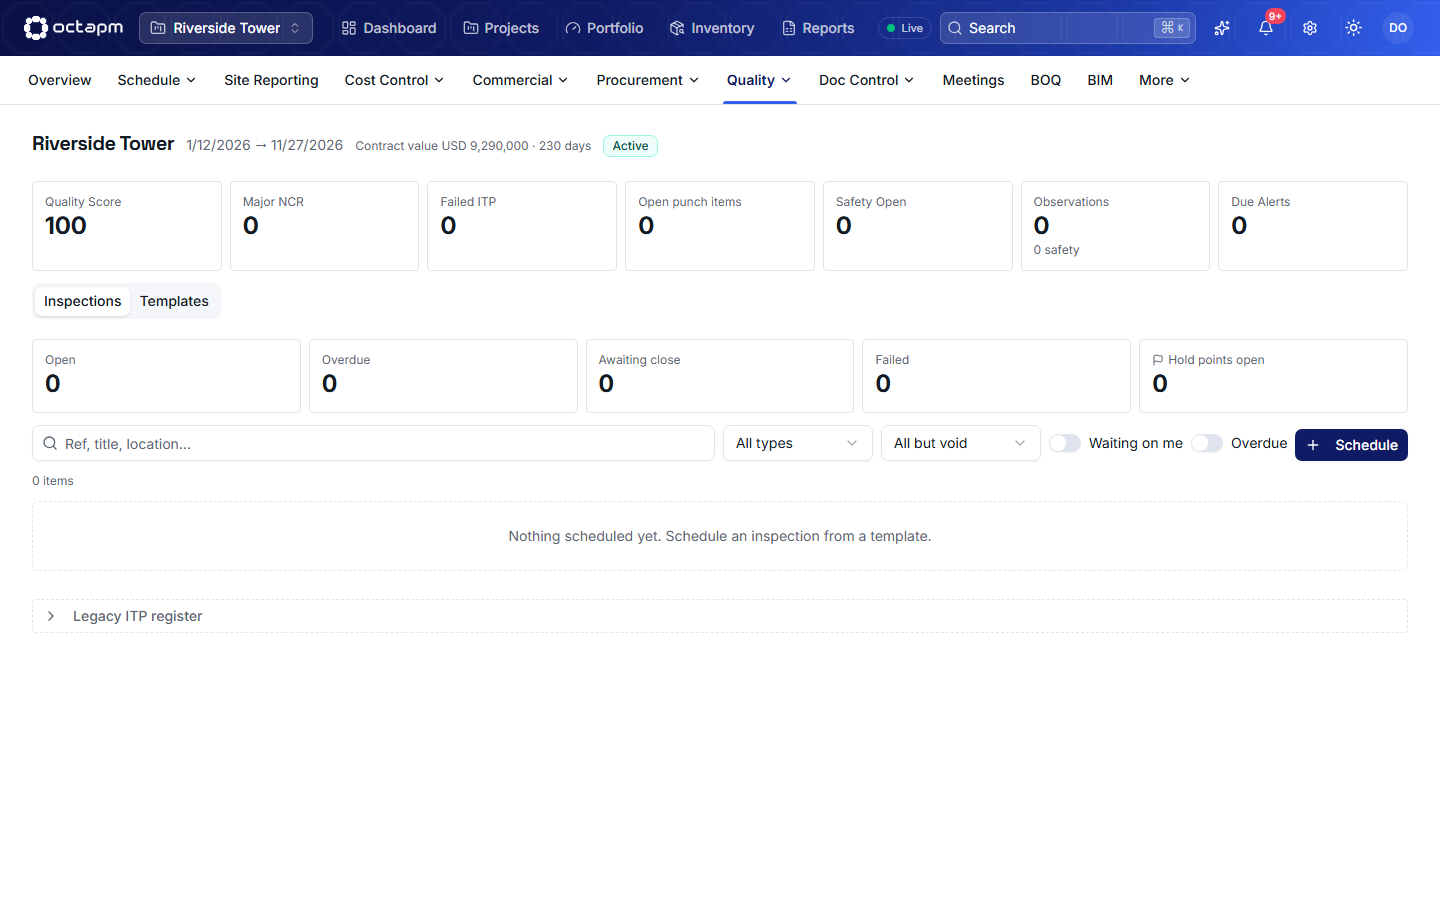 octapm Riverside Tower Dashboard Projects Portfolio Inventory Reports Live Search ⌘ K 9+ DO
Overview Schedule Site Reporting Cost Control Commercial Procurement Quality Doc Control Meetings BOQ BIM More
Riverside Tower 1/12/2026 → 11/27/2026 Contract value USD 9,290,000 · 230 days Active
Quality Score Major NCR Failed ITP Open punch items Safety Open Observations Due Alerts
100 0 0 0 0 0 0
0 safety
Inspections Templates
Open Overdue Awaiting close Failed Hold points open
0 0 0 0 0
Ref, title, location... All types All but void Waiting on me Overdue + Schedule
0 items
Nothing scheduled yet. Schedule an inspection from a template.
Legacy ITP register